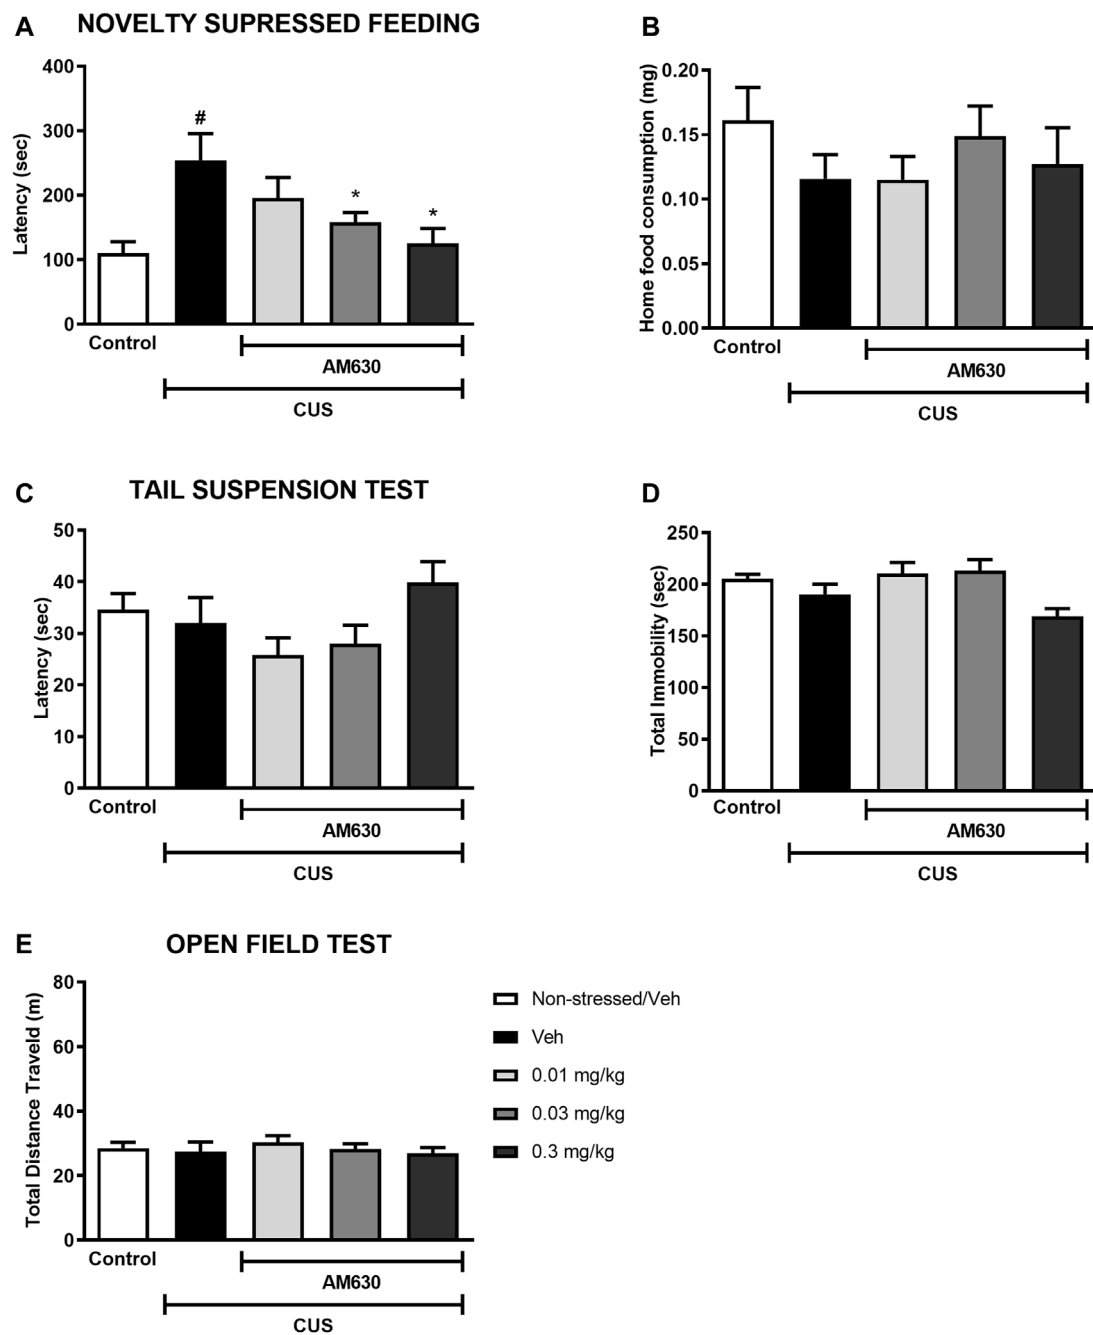 A NOVELTY SUPRESSED FEEDING
Latency (sec)
400
300
200
100
0
#
*
*
Control
AM630
CUS
B
Home food consumption (mg)
0.20
0.15
0.10
0.05
0.00
Control
AM630
CUS
C TAIL SUSPENSION TEST
Latency (sec)
50
40
30
20
10
0
Control
AM630
CUS
D
Total Immobility (sec)
250
200
150
100
50
0
Control
AM630
CUS
E OPEN FIELD TEST
Total Distance Traveld (m)
80
60
40
20
0
Control
AM630
CUS
Non-stressed/Veh
Veh
0.01 mg/kg
0.03 mg/kg
0.3 mg/kg